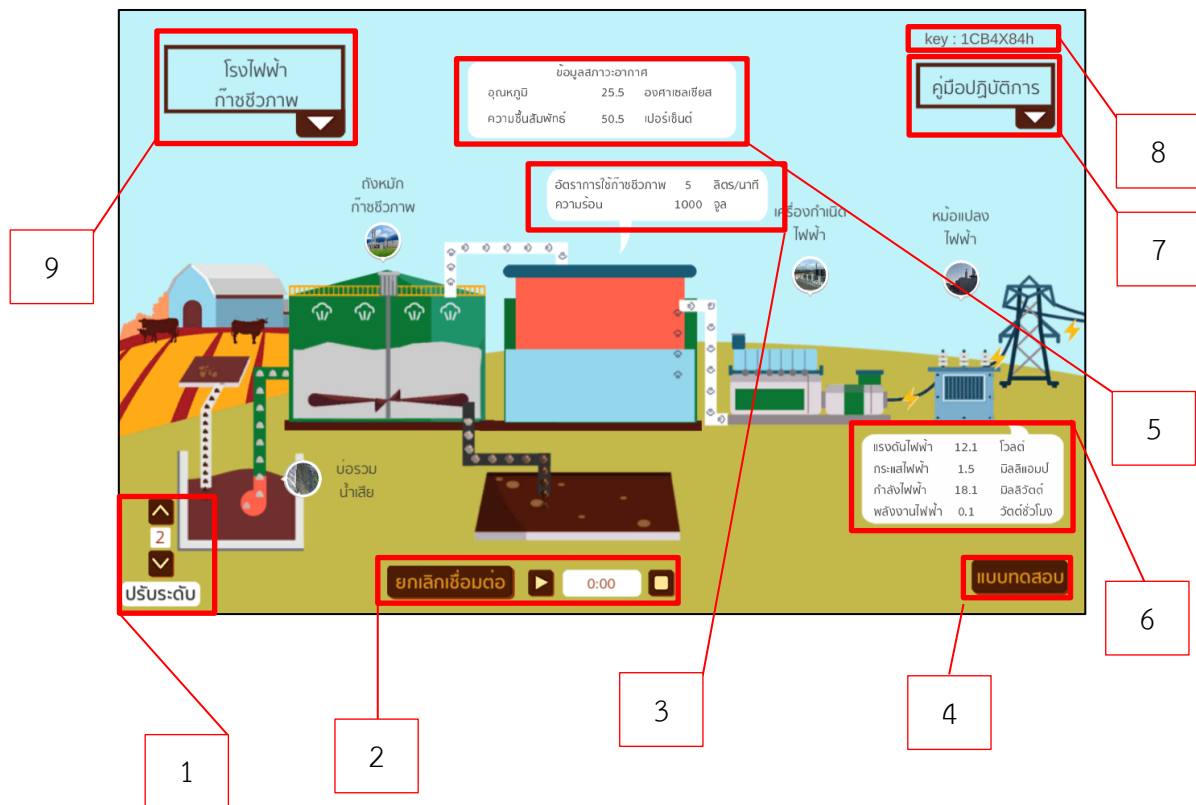 key : 1CB4X84h
โรงไฟฟ้า
ก๊าซชีวภาพ
ข้อมูลสภาวะอากาศ
อุณหภูมิ 25.5 องศาเซลเซียส
ความชื้นสัมพัทธ์ 50.5 เปอร์เซ็นต์
คู่มือปฏิบัติการ
8
7
9
5
6
อัตราการใช้ก๊าซชีวภาพ 5 ลิตร/นาที
ความร้อน 1000 จูล
ถังหมัก
ก๊าซชีวภาพ
เครื่องกำเนิด
ไฟฟ้า
หม้อแปลง
ไฟฟ้า
แรงดันไฟฟ้า 12.1 โวลต์
กระแสไฟฟ้า 1.5 มิลลิแอมป์
กำลังไฟฟ้า 18.1 มิลลิวัตต์
พลังงานไฟฟ้า 0.1 วัตต์ชั่วโมง
บ่อรวม
น้ำเสีย
2
ปรับระดับ
ยกเลิกเชื่อมต่อ 0:00
แบบทดสอบ
3
4
2
1